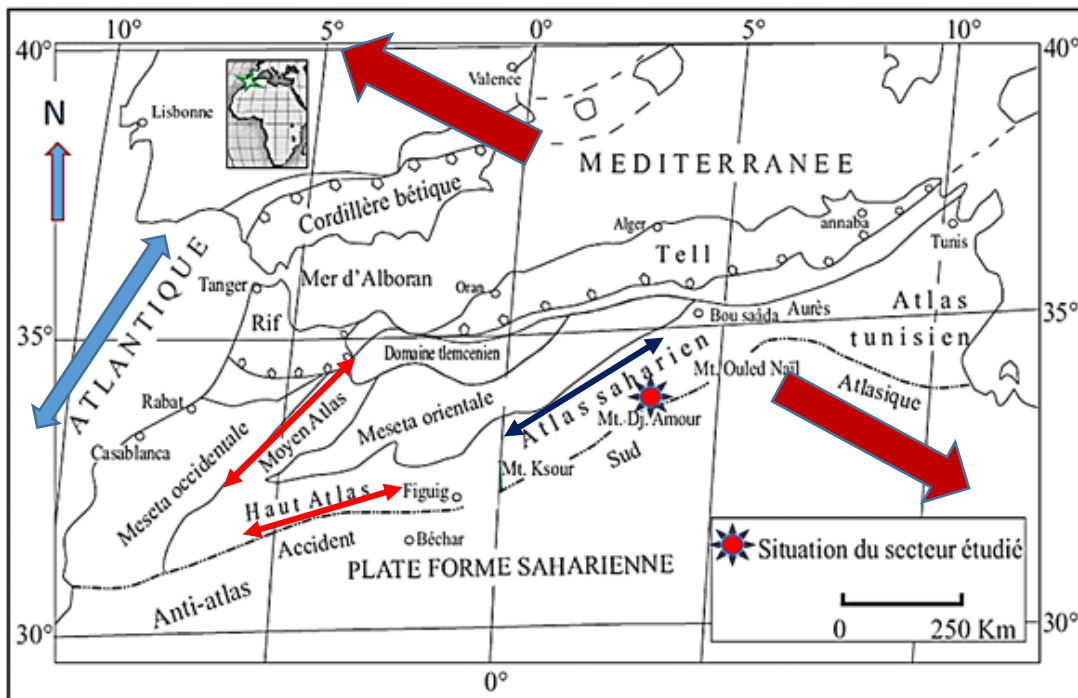 10°
5°
0°
10°
40°
40°
Valence
N
Lisbonne
MEDITERRANEE
Cordillère bétique
Alger
annaba
Tell
Tunis
ATLANTIQUE
Mer d'Alboran
Tanger
Oran
Aurès
Atlas
tunisien
Bou saâda
35°
35°
Rif
Domaine tlemcenien
Mt. Ouled Naïl
Atlasique
Rabat
Moyen Atlas
Meseta orientale
Atlas saharien
Mt. Dj. Amour
Sud
Casablanca
Meseta occidentale
Mt. Ksour
Haut Atlas
Figuig
Accident
Béchar
PLATE FORME SAHARIENNE
Anti-atlas
Situation du secteur étudié
0 250 Km
30°
30°
0°